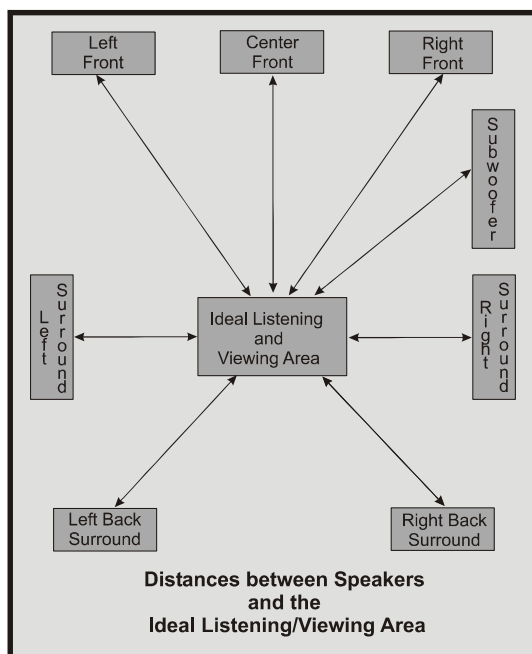 Left
Front
Center
Front
Right
Front
Subwoofer
Left
Surround
Ideal Listening
and
Viewing Area
Right
Surround
Left Back
Surround
Right Back
Surround
Distances between Speakers
and the
Ideal Listening/Viewing Area